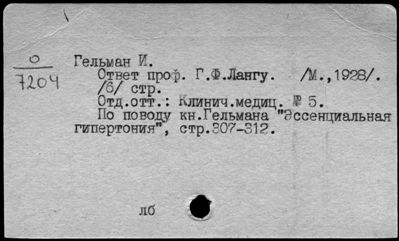 О
7204
Гельман И.
Ответ проф. Г.Ф.Лангу. /М.,1928/.
/6/ стр.
Отд.отт.: Клинич.медиц. № 5.
По поводу кн.Гельмана "Эссенциальная
гипертония", стр.307-312.
лб